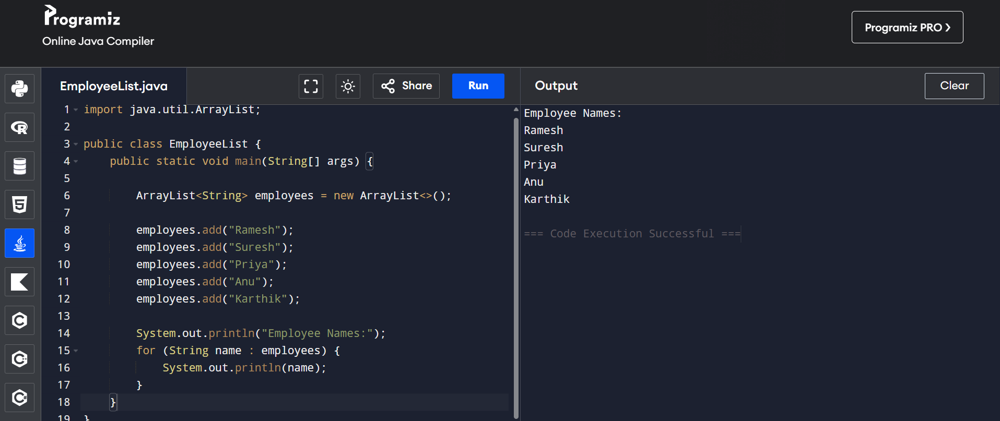 Programiz
Online Java Compiler
Programiz PRO ❯
EmployeeList.java
Share
Run
1 import java.util.ArrayList;
2
3 public class EmployeeList {
4     public static void main(String[] args) {
5
6         ArrayList<String> employees = new ArrayList<>();
7
8         employees.add("Ramesh");
9         employees.add("Suresh");
10         employees.add("Priya");
11         employees.add("Anu");
12         employees.add("Karthik");
13
14         System.out.println("Employee Names:");
15         for (String name : employees) {
16             System.out.println(name);
17         }
18     }
19 }
Output
Clear
Employee Names:
Ramesh
Suresh
Priya
Anu
Karthik
=== Code Execution Successful ===